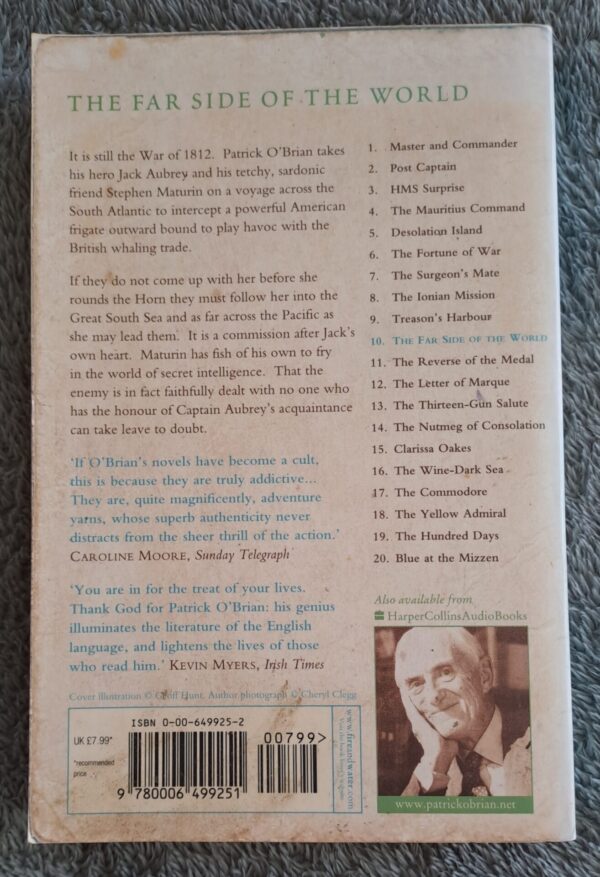 THE FAR SIDE OF THE WORLD
It is still the War of 1812. Patrick O'Brian takes
his hero Jack Aubrey and his tetchy, sardonic
friend Stephen Maturin on a voyage across the
South Atlantic to intercept a powerful American
frigate outward bound to play havoc with the
British whaling trade.
If they do not come up with her before she
rounds the Horn they must follow her into the
Great South Sea and as far across the Pacific as
she may lead them. It is a commission after Jack's
own heart. Maturin has fish of his own to fry
in the world of secret intelligence. That the
enemy is in fact faithfully dealt with no one who
has the honour of Captain Aubrey's acquaintance
can take leave to doubt.
'If O'Brian's novels have become a cult,
this is because they are truly addictive...
They are, quite magnificently, adventure
yarns, whose superb authenticity never
distracts from the sheer thrill of the action.'
CAROLINE MOORE, Sunday Telegraph
'You are in for the treat of your lives.
Thank God for Patrick O'Brian: his genius
illuminates the literature of the English
language, and lightens the lives of those
who read him.' KEVIN MYERS, Irish Times
1. Master and Commander
2. Post Captain
3. HMS Surprise
4. The Mauritius Command
5. Desolation Island
6. The Fortune of War
7. The Surgeon's Mate
8. The Ionian Mission
9. Treason's Harbour
10. THE FAR SIDE OF THE WORLD
11. The Reverse of the Medal
12. The Letter of Marque
13. The Thirteen-Gun Salute
14. The Nutmeg of Consolation
15. Clarissa Oakes
16. The Wine-Dark Sea
17. The Commodore
18. The Yellow Admiral
19. The Hundred Days
20. Blue at the Mizzen
Also available from
HarperCollinsAudioBooks
www.patrickobrian.net
Cover illustration © Geoff Hunt. Author photograph © Cheryl Clegg
UK £7.99*
*recommended
price
ISBN 0-00-649925-2
00799>
9 780006 499251
www.fireandwater.com